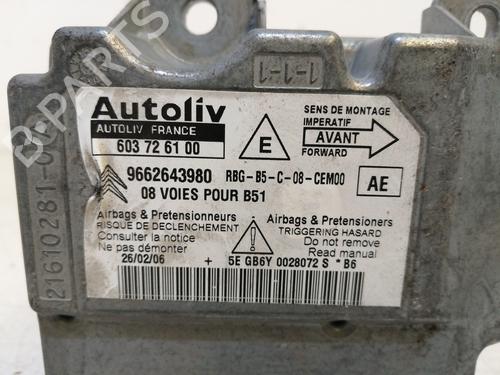 1-1-1
Autoliv
AUTOLIV FRANCE
603 72 61 00
E
SENS DE MONTAGE
IMPERATIF
AVANT
FORWARD
9662643980 RBG-B5-C-08-CEM00
08 VOIES POUR B51
AE
Airbags & Pretensionneurs
RISQUE DE DECLENCHEMENT
Consulter la notice
Ne pas démonter
Airbags & Pretensioners
TRIGGERING HASARD
Do not remove
Read manual
26/02/06 + 5E GB6Y 0028072 S * B6